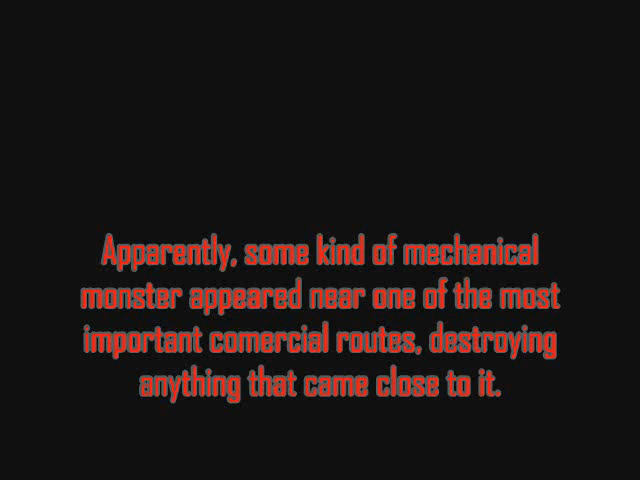 Apparently, some kind of mechanical
monster appeared near one of the most
important comercial routes, destroying
anything that came close to it.